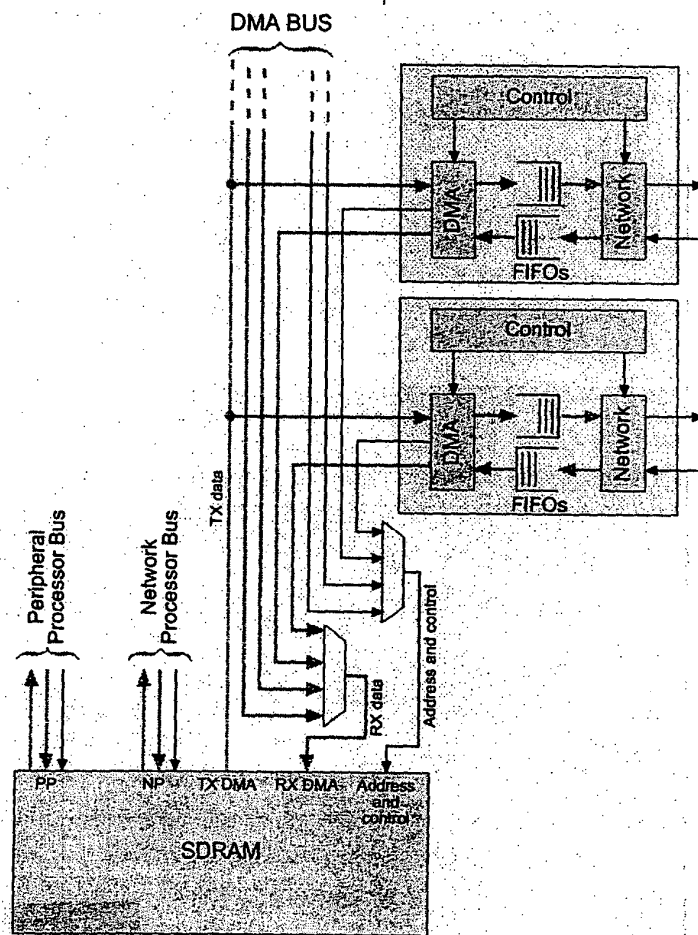 DMA BUS
Control
DMA
Network
FIFOs
Control
DMA
Network
FIFOs
TX data
Peripheral
Processor Bus
Network
Processor Bus
Address and control
RX data
PP
NP
TX DMA
RX DMA
Address
and
control
SDRAM